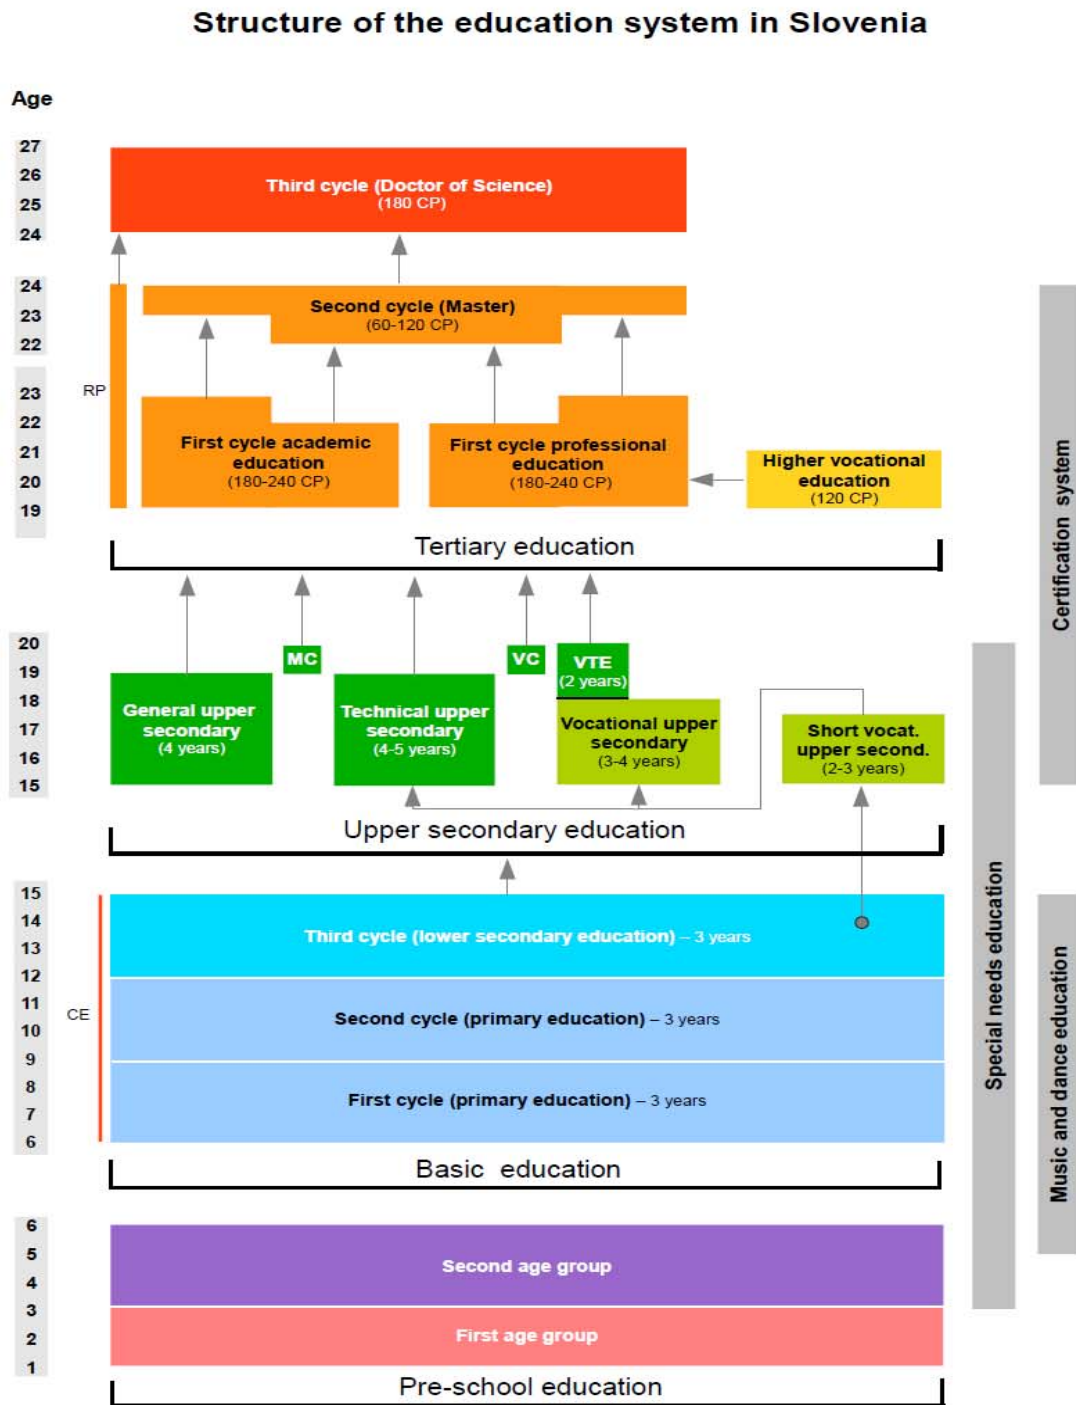 Structure of the education system in Slovenia
Age
27
26
25
24
Third cycle (Doctor of Science)
(180 CP)
24
23
22
Second cycle (Master)
(60-120 CP)
RP
23
22
21
20
19
First cycle academic
education
(180-240 CP)
First cycle professional
education
(180-240 CP)
Higher vocational
education
(120 CP)
Tertiary education
20
19
18
17
16
15
MC
VC
VTE
(2 years)
General upper
secondary
(4 years)
Technical upper
secondary
(4-5 years)
Vocational upper
secondary
(3-4 years)
Short vocat.
upper second.
(2-3 years)
Upper secondary education
15
14
13
12
11
10
9
8
7
6
CE
Third cycle (lower secondary education) – 3 years
Second cycle (primary education) – 3 years
First cycle (primary education) – 3 years
Basic education
6
5
4
3
2
1
Second age group
First age group
Pre-school education
Special needs education
Certification system
Music and dance education